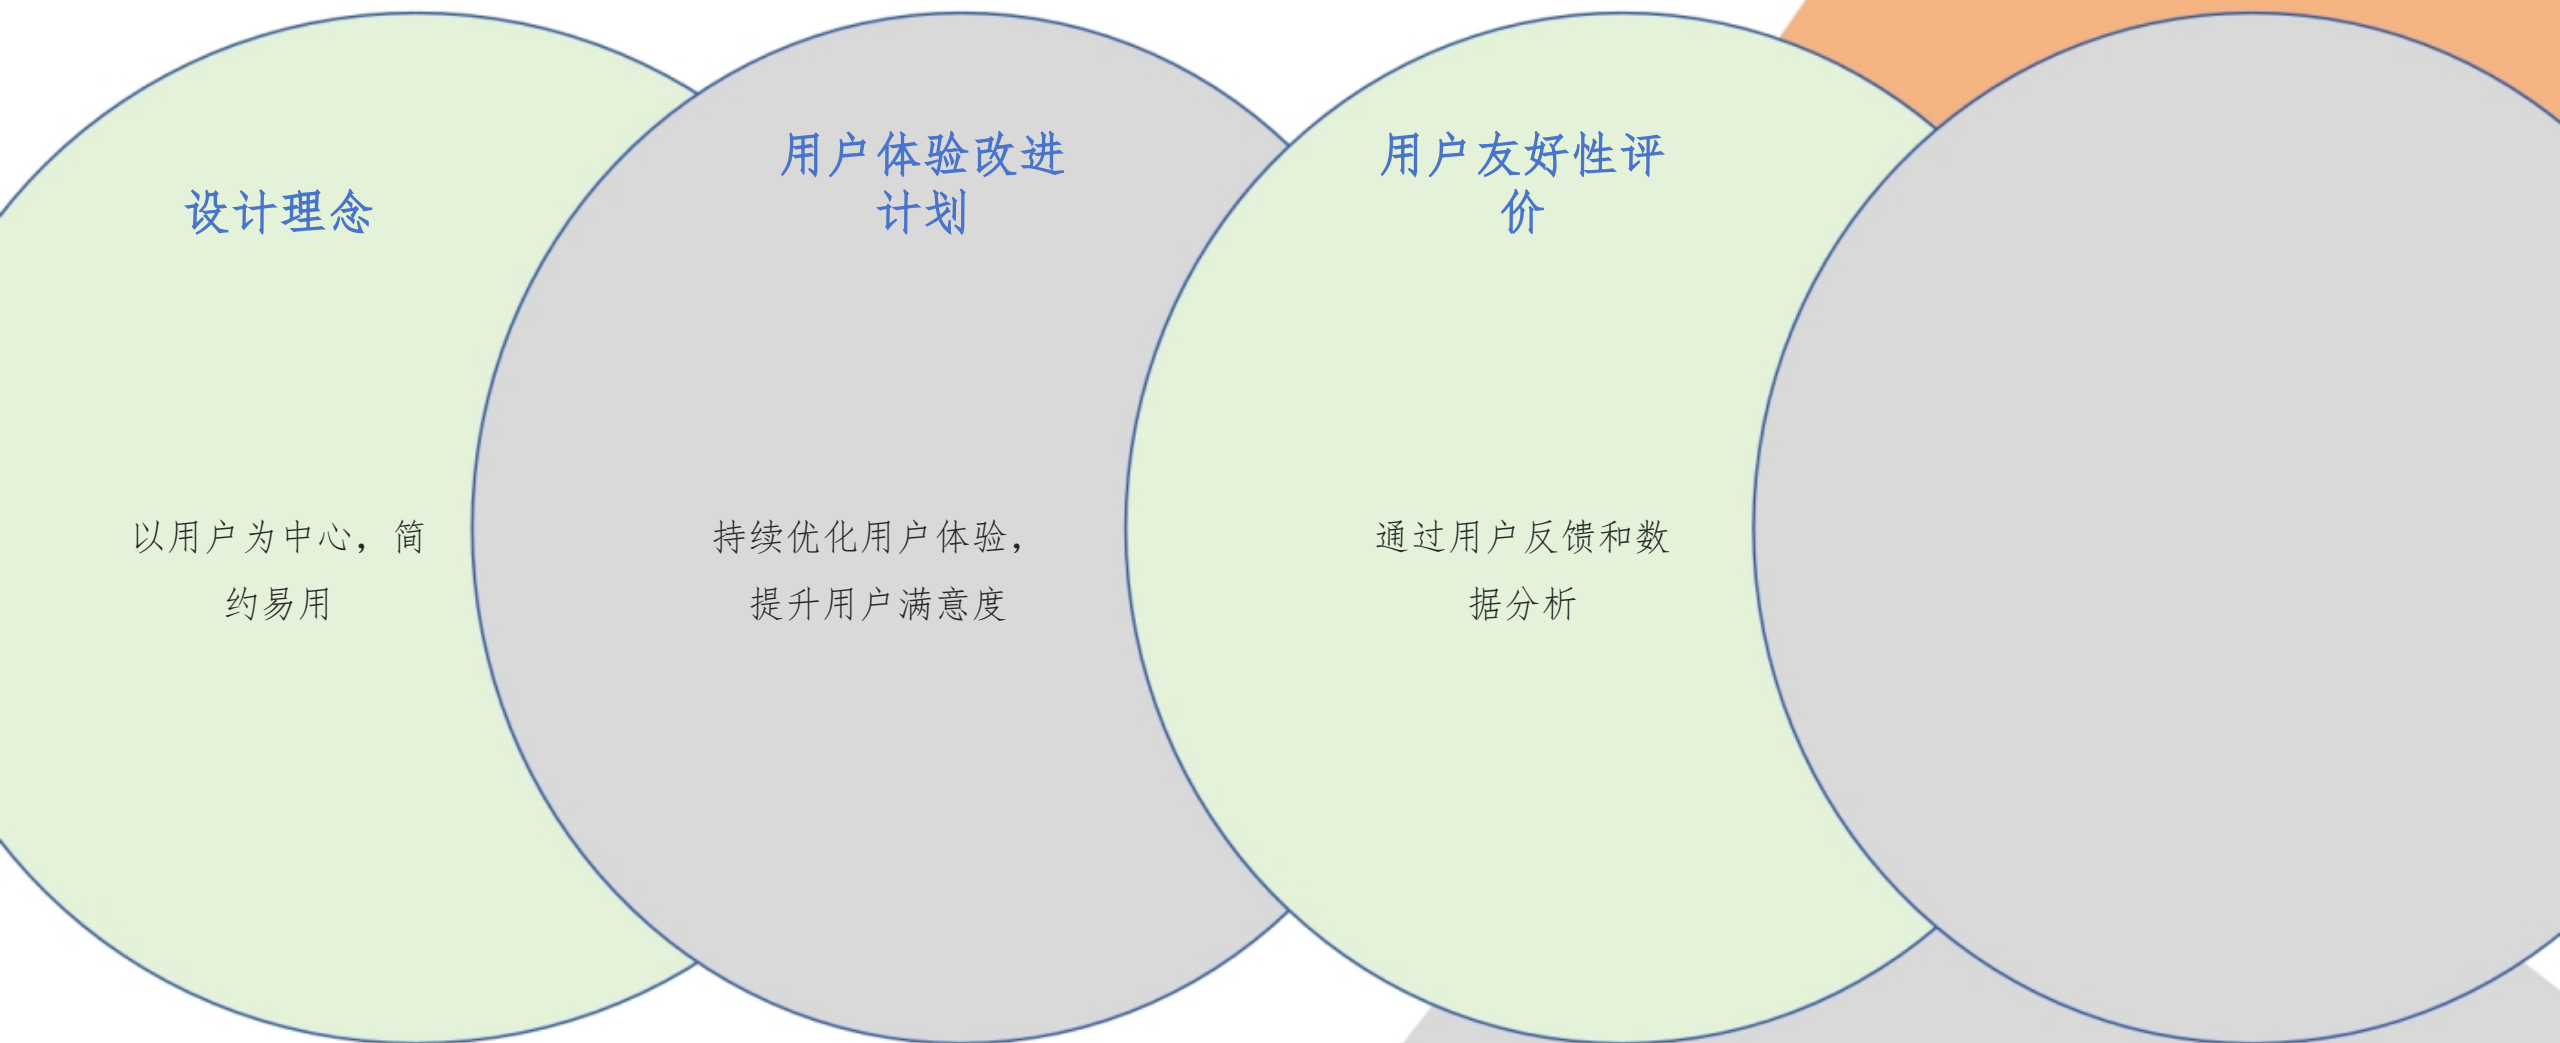 设计理念
以用户为中心，简
约易用
用户体验改进
计划
持续优化用户体验，
提升用户满意度
用户友好性评
价
通过用户反馈和数
据分析